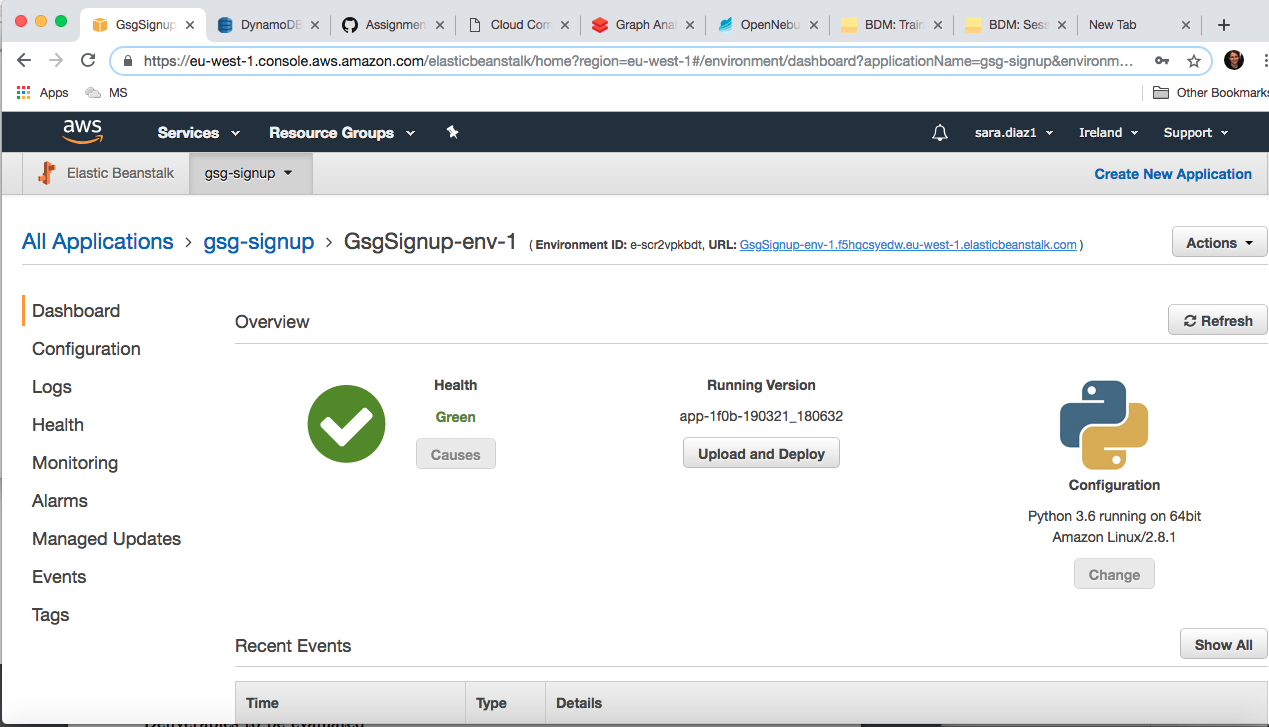 GsgSignup DynamoDB Assignmen Cloud Com Graph Anal OpenNebu BDM: Train BDM: Sess New Tab
https://eu-west-1.console.aws.amazon.com/elasticbeanstalk/home?region=eu-west-1#/environment/dashboard?applicationName=gsg-signup&environm...
Apps MS Other Bookmarks
aws Services Resource Groups sara.diaz1 Ireland Support
Elastic Beanstalk gsg-signup Create New Application
All Applications › gsg-signup › GsgSignup-env-1 ( Environment ID: e-scr2vpkbdt, URL: GsgSignup-env-1.f5hqcsyedw.eu-west-1.elasticbeanstalk.com ) Actions
Dashboard
Configuration
Logs
Health
Monitoring
Alarms
Managed Updates
Events
Tags
Overview Refresh
Health
Green
Causes
Running Version
app-1f0b-190321_180632
Upload and Deploy
Configuration
Python 3.6 running on 64bit
Amazon Linux/2.8.1
Change
Recent Events Show All
Time Type Details